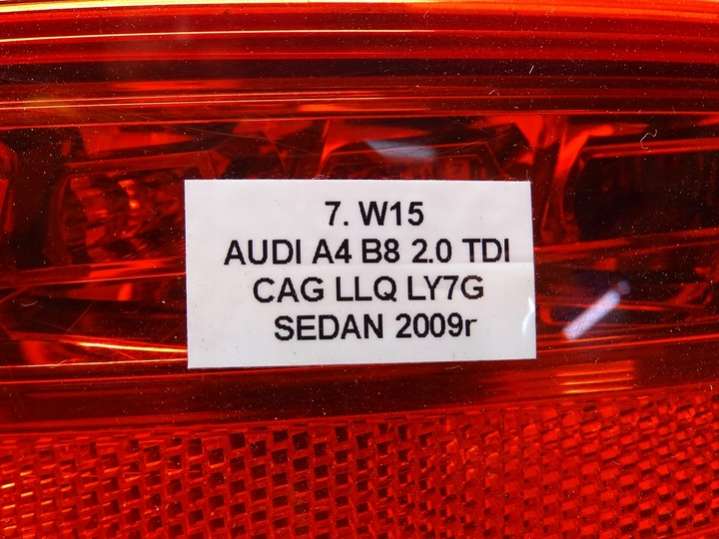 7. W15
AUDI A4 B8 2.0 TDI
CAG LLQ LY7G
SEDAN 2009r